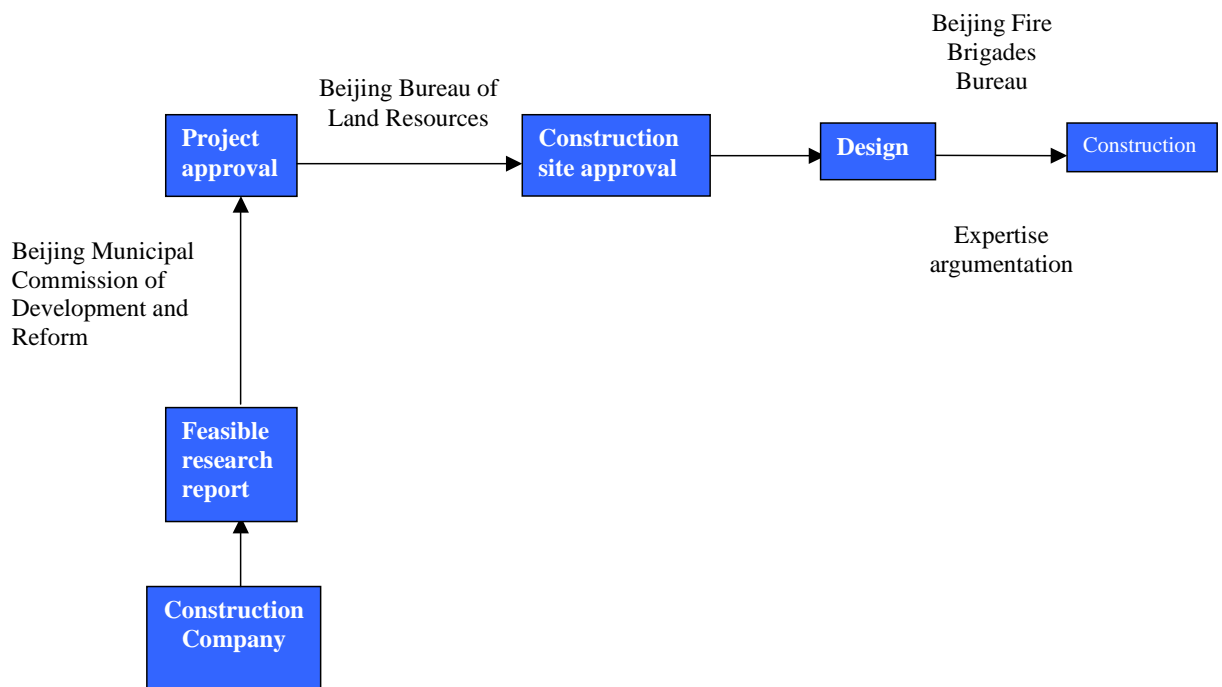 Beijing Fire
Brigades
Bureau
Beijing Bureau of
Land Resources
Project
approval
Construction
site approval
Design
Construction
Beijing Municipal
Commission of
Development and
Reform
Expertise
argumentation
Feasible
research
report
Construction
Company